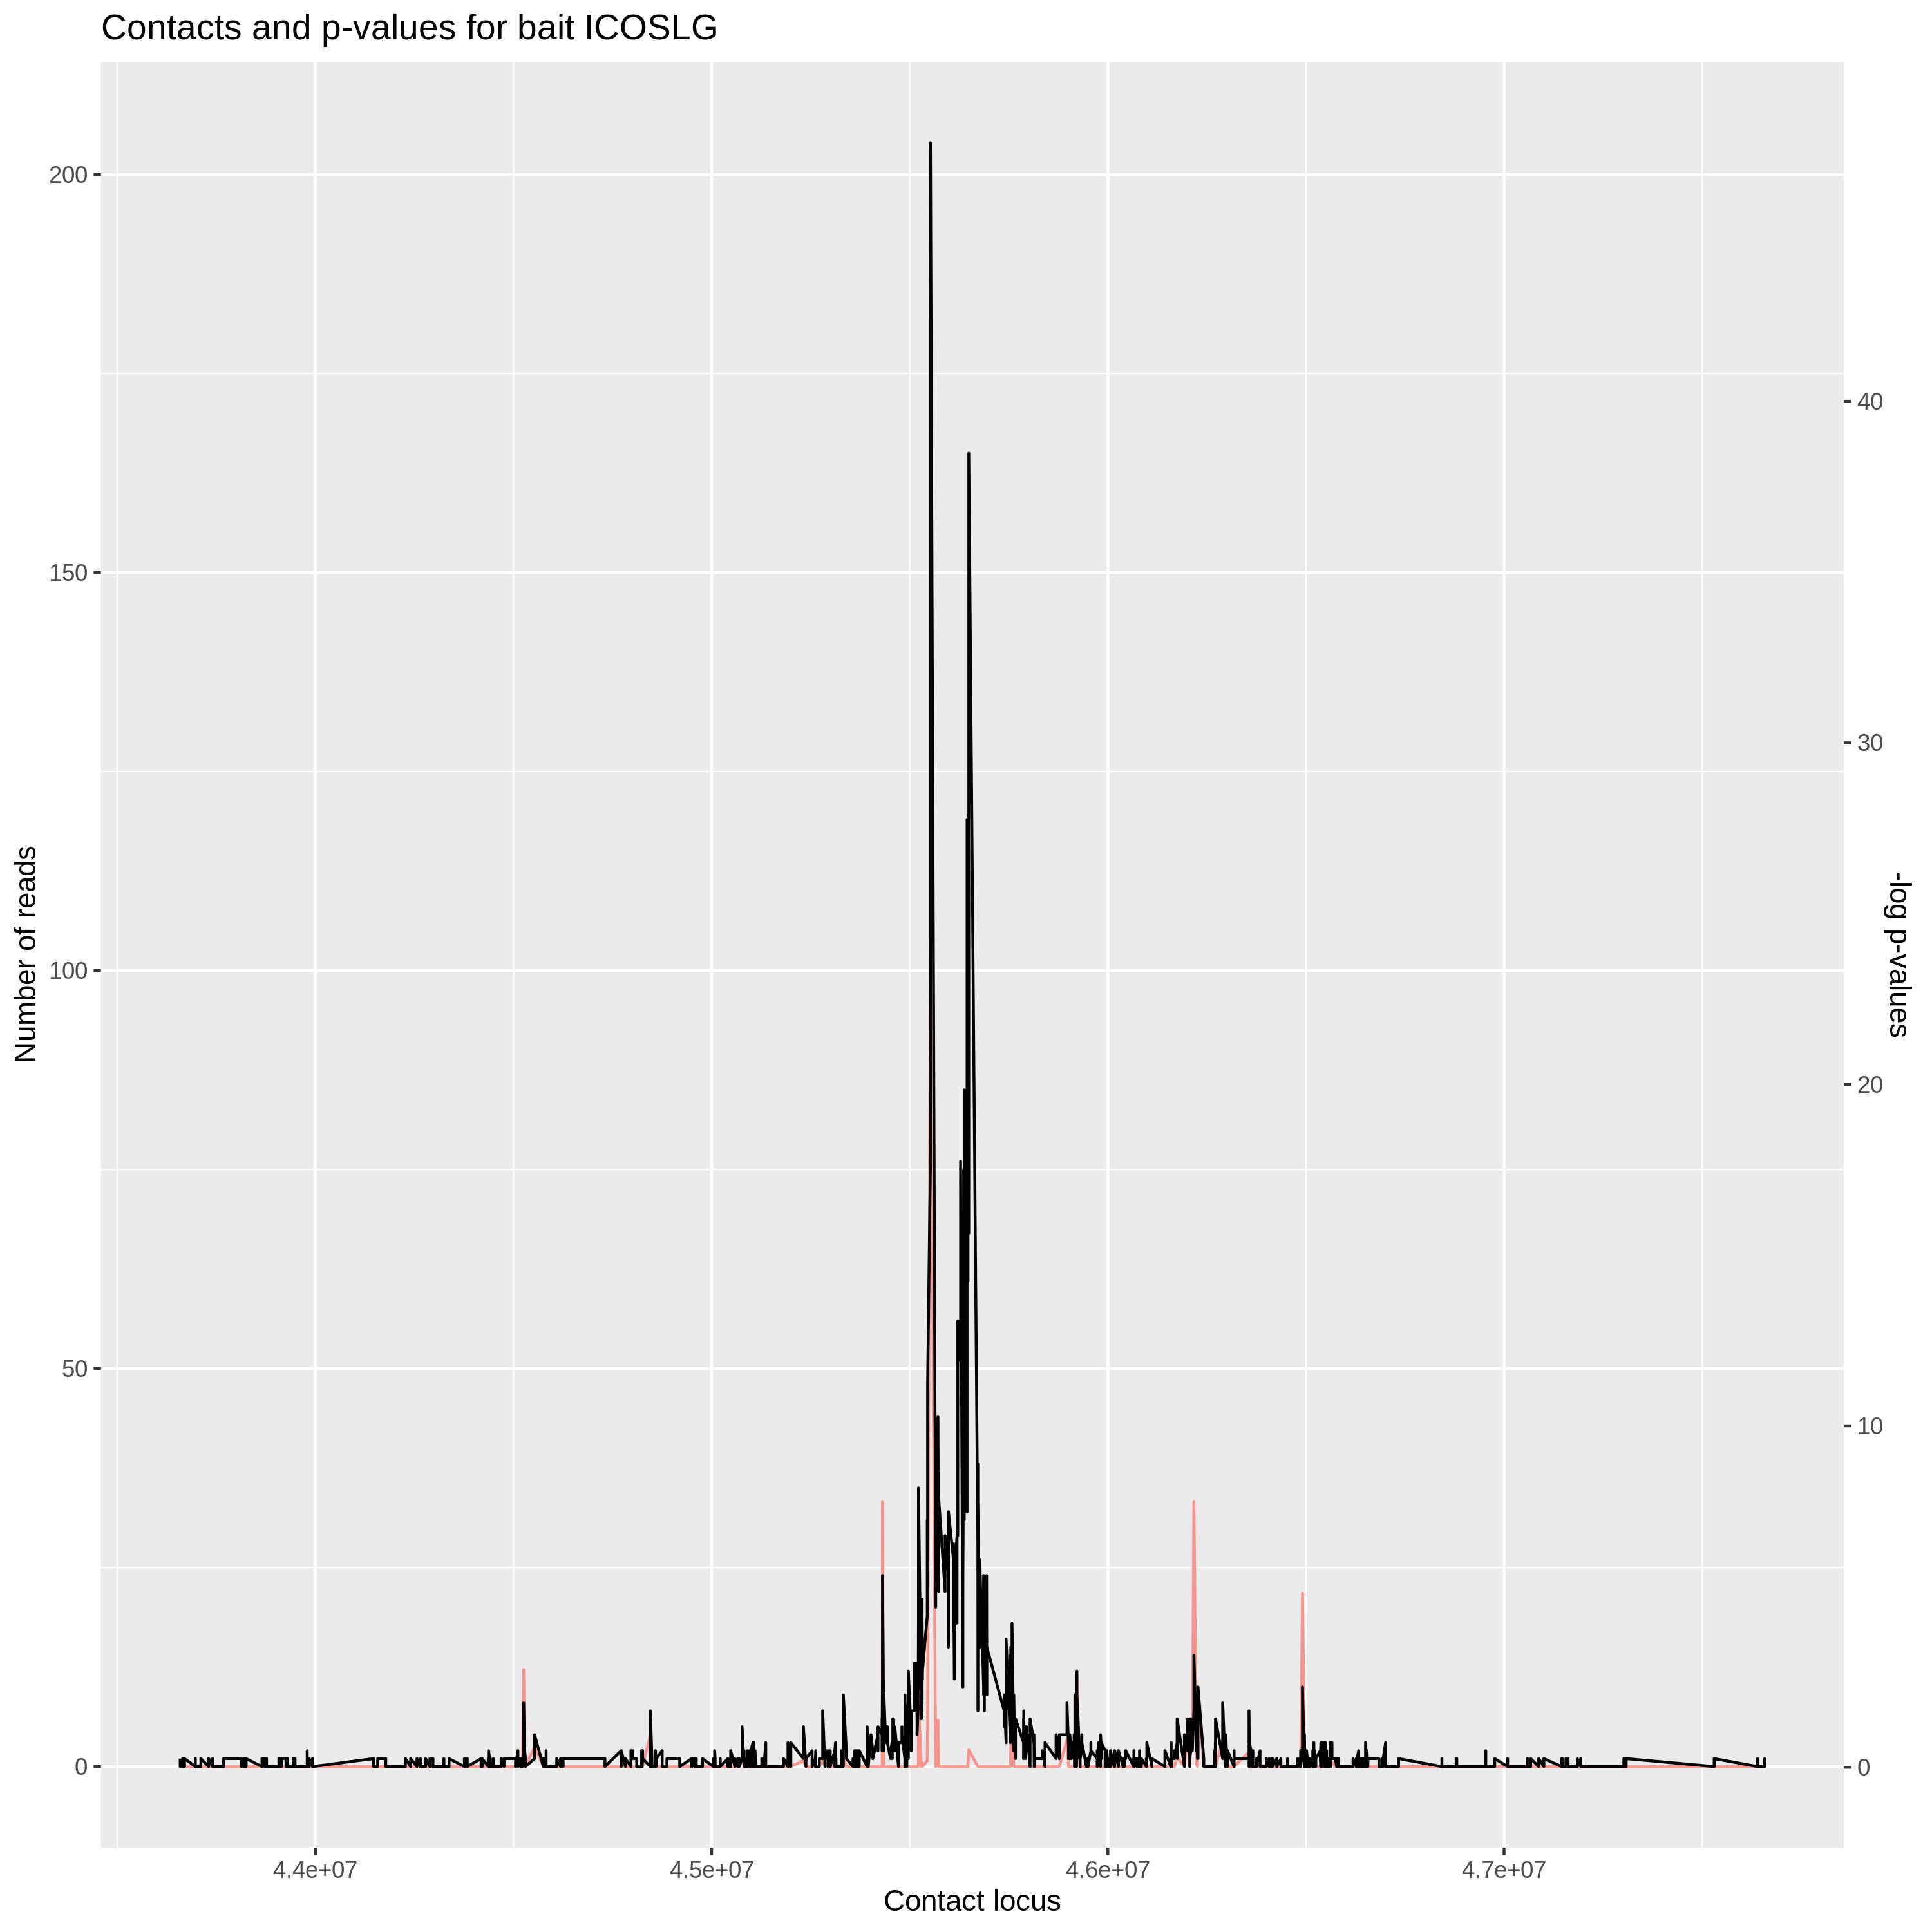 Contacts and p-values for bait ICOSLG
200
150
100
50
0
Number of reads
40
30
20
10
0
-log p-values
4.4e+07
4.5e+07
4.6e+07
4.7e+07
Contact locus